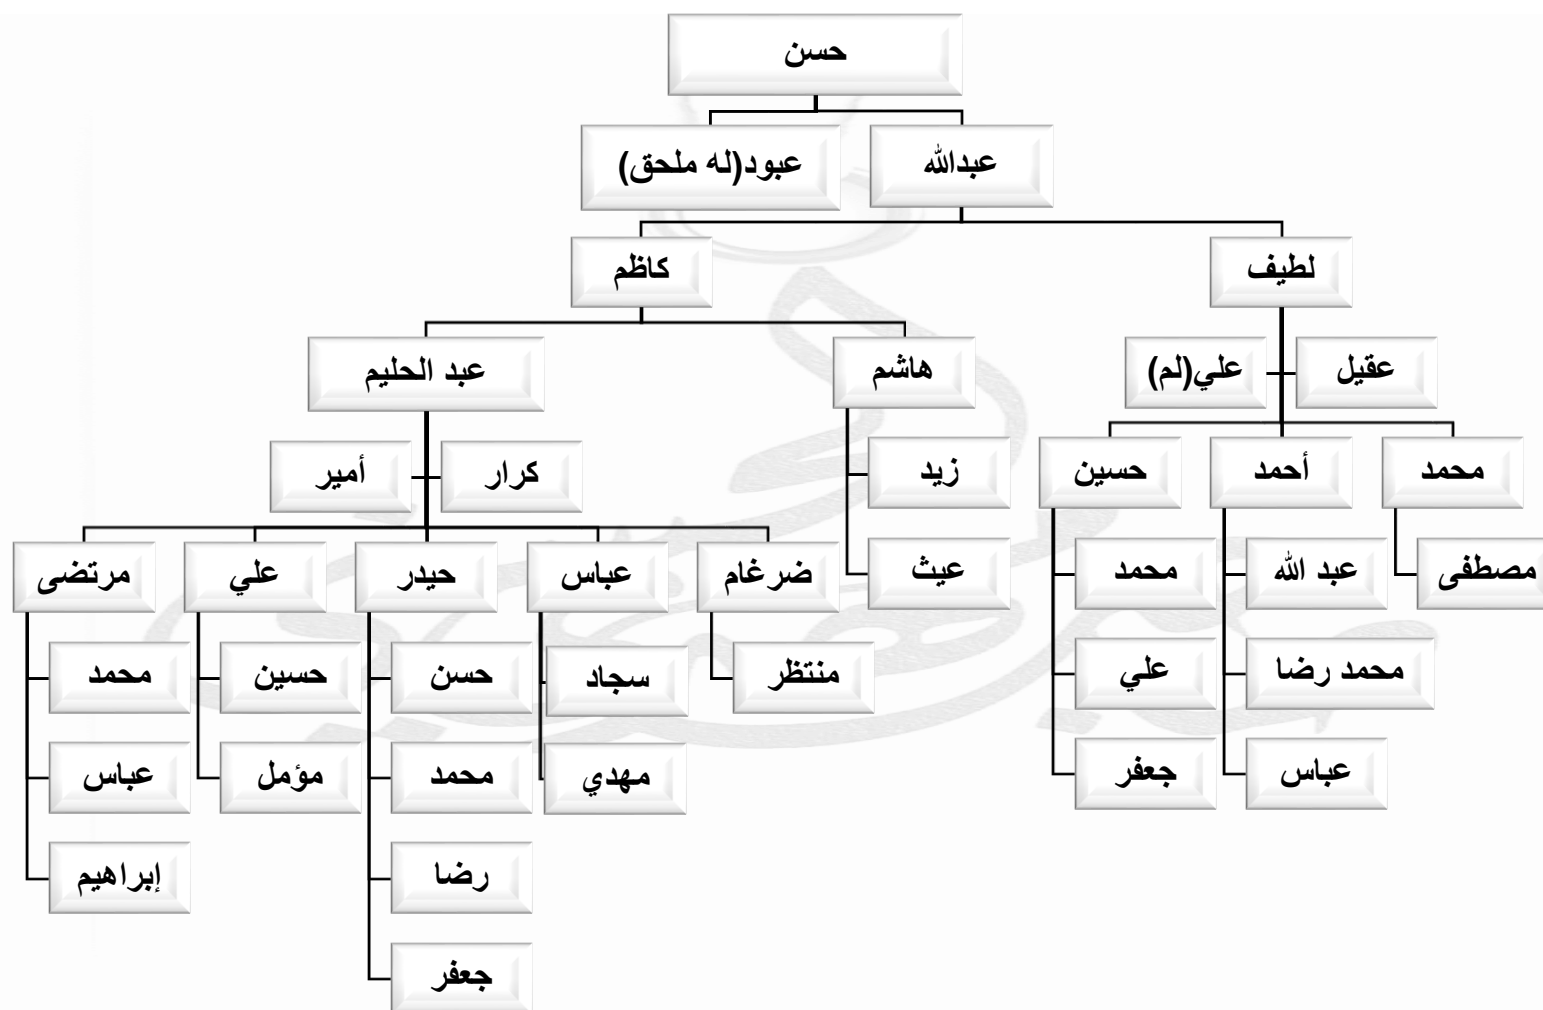 حسن
عبدالله
عبود(له ملحق)
لطيف
كاظم
هاشم
عبد الحليم
عقيل
علي(لم)
محمد
أحمد
حسين
زيد
كرار
أمير
مصطفى
عبد الله
محمد
عيث
ضرغام
عباس
حيدر
علي
مرتضى
محمد رضا
علي
منتظر
سجاد
حسن
حسين
محمد
عباس
جعفر
مهدي
محمد
مؤمل
عباس
رضا
إبراهيم
جعفر